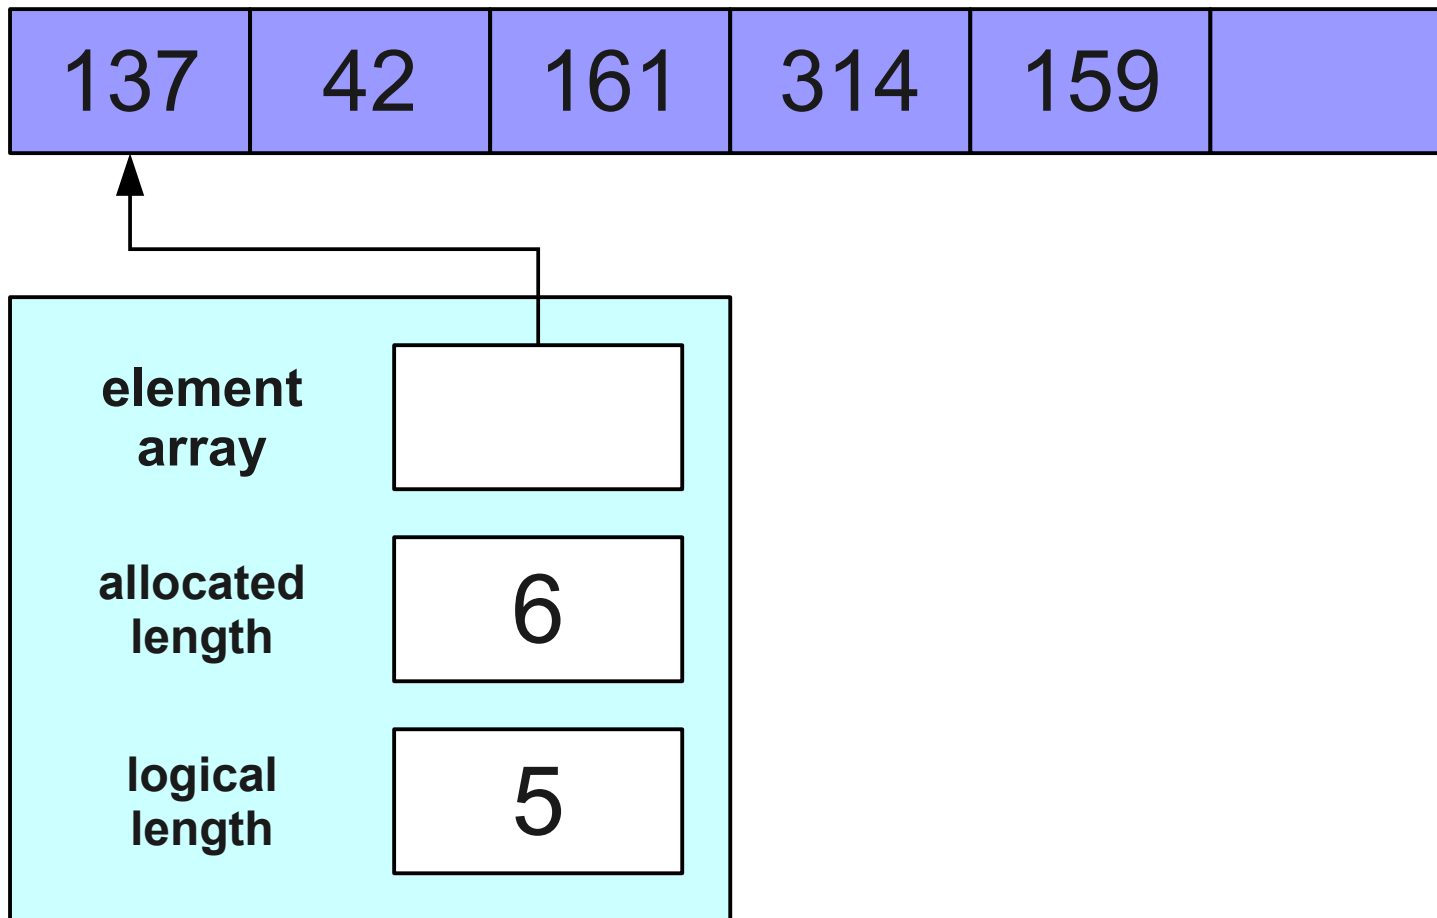 137 42 161 314 159
element
array
allocated
length
6
logical
length
5